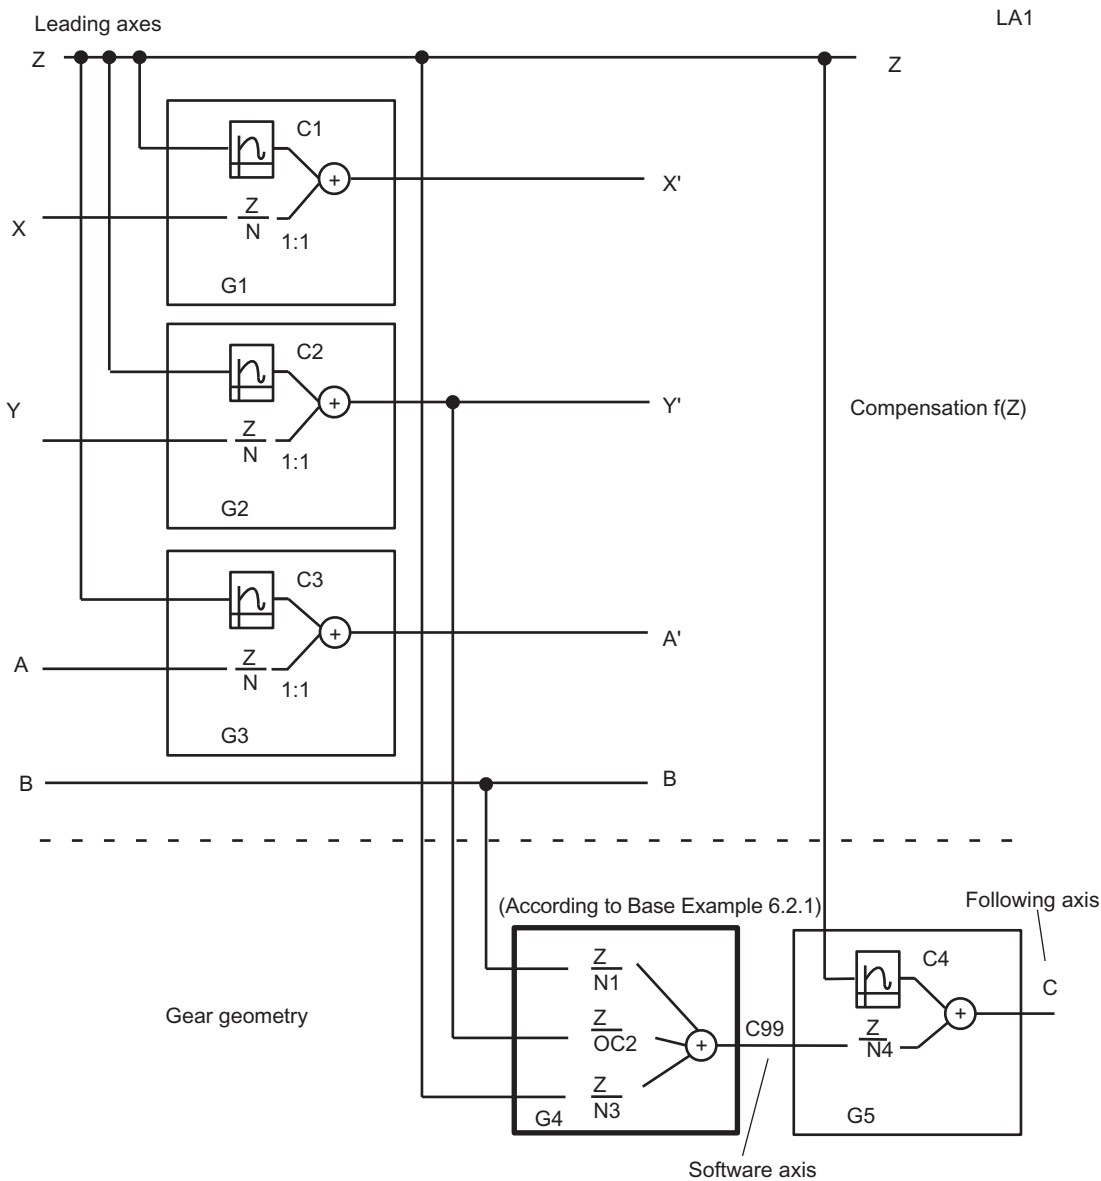 Leading axes
LA1
Z
Z
C1
X'
X
Z
N
1:1
G1
C2
Y
Y'
Compensation f(Z)
Z
N
1:1
G2
C3
A'
A
Z
N
1:1
G3
B
B
(According to Base Example 6.2.1)
Following axis
Z
N1
C4
C
Gear geometry
Z
OC2
C99
Z
N4
Z
N3
G4
G5
Software axis